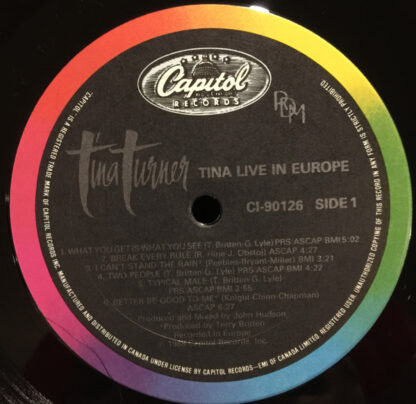 Capitol
RECORDS
PRM
Tina Turner
TINA LIVE IN EUROPE
C1-90126 SIDE 1
1. WHAT YOU GET IS WHAT YOU SEE (T. Britten-G. Lyle) PRS ASCAP BMI 5:02
2. BREAK EVERY RULE (R. Hine-J. Obstoj) ASCAP 4:27
3. I CAN'T STAND THE RAIN (Peebles-Bryant-Miller) BMI 3:21
4. TWO PEOPLE (T. Britten-G. Lyle) PRS ASCAP BMI 4:22
5. TYPICAL MALE (T. Britten-G. Lyle)
PRS ASCAP BMI 3:55
6. BETTER BE GOOD TO ME* (Knight-Chinn-Chapman)
ASCAP 6:27
Produced and Mixed by John Hudson
*Produced by Terry Britten
Recorded in Europe
Capitol Records, Inc.
"CAPITOL" IS A REGISTERED TRADE MARK OF CAPITOL RECORDS INC. MANUFACTURED AND DISTRIBUTED IN CANADA UNDER LICENSE BY CAPITOL RECORDS—EMI OF CANADA LIMITED, REGISTERED USER. UNAUTHORIZED COPYING OF THIS RECORD IN ANY FORM IS STRICTLY PROHIBITED